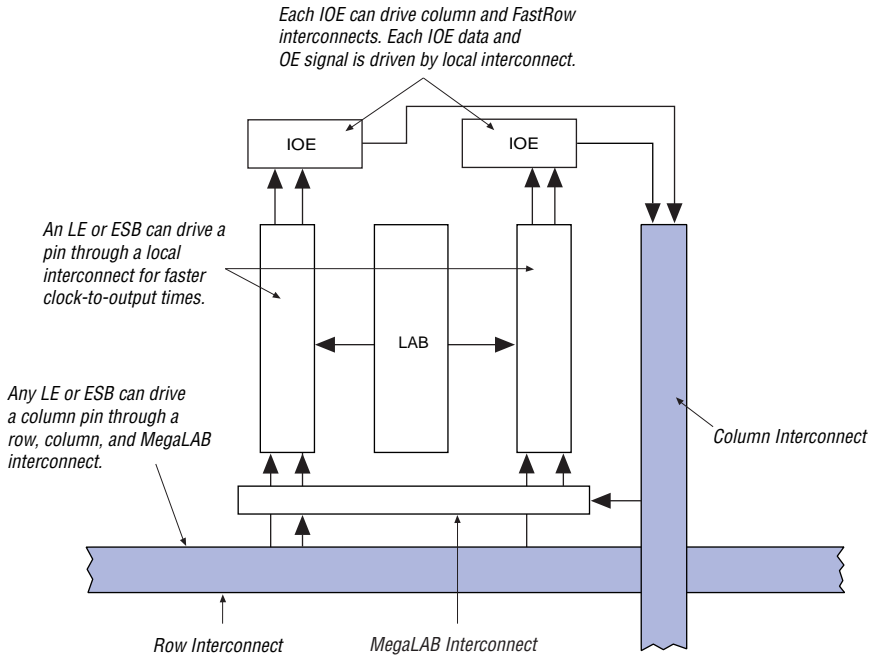 Each IOE can drive column and FastRow
interconnects. Each IOE data and
OE signal is driven by local interconnect.
IOE
IOE
An LE or ESB can drive a
pin through a local
interconnect for faster
clock-to-output times.
LAB
Any LE or ESB can drive
a column pin through a
row, column, and MegaLAB
interconnect.
Column Interconnect
Row Interconnect
MegaLAB Interconnect